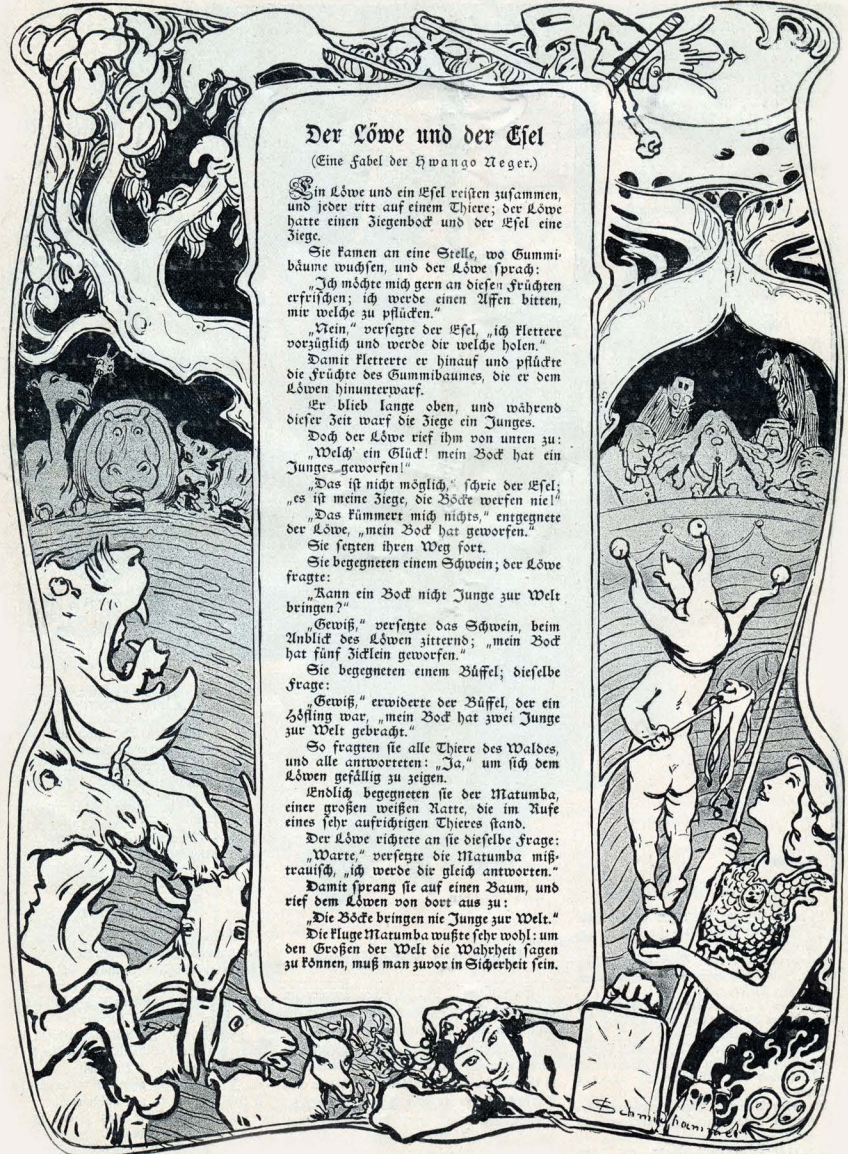 Der Löwe und der Esel
(Eine Fabel der Hwango Neger.)
Ein Löwe und ein Esel reisten zusammen,
und jeder ritt auf einem Thiere; der Löwe
hatte einen Ziegenbock und der Esel eine
Ziege.
Sie kamen an eine Stelle, wo Gummi-
bäume wuchsen, und der Löwe sprach:
„Ich möchte mich gern an diesen Früchten
erfrischen; ich werde einen Affen bitten,
mir welche zu pflücken.“
„Nein,“ versetzte der Esel, „ich klettere
vorzüglich und werde dir welche holen.“
Damit kletterte er hinauf und pflückte
die Früchte des Gummibaumes, die er dem
Löwen hinunterwarf.
Er blieb lange oben, und während
dieser Zeit warf die Ziege ein Junges.
Doch der Löwe rief ihm von unten zu:
„Welch' ein Glück! mein Bock hat ein
Junges geworfen!“
„Das ist nicht möglich,“ schrie der Esel;
„es ist meine Ziege, die Böcke werfen nie!“
„Das kümmert mich nichts,“ entgegnete
der Löwe, „mein Bock hat geworfen.“
Sie setzten ihren Weg fort.
Sie begegneten einem Schwein; der Löwe
fragte:
„Kann ein Bock nicht Junge zur Welt
bringen?“
„Gewiß,“ versetzte das Schwein, beim
Anblick des Löwen zitternd; „mein Bock
hat fünf Zicklein geworfen.“
Sie begegneten einem Büffel; dieselbe
Frage:
„Gewiß,“ erwiderte der Büffel, der ein
Höfling war, „mein Bock hat zwei Junge
zur Welt gebracht.“
So fragten sie alle Thiere des Waldes,
und alle antworteten: „Ja,“ um sich dem
Löwen gefällig zu zeigen.
Endlich begegneten sie der Matumba,
einer großen weißen Ratte, die im Rufe
eines sehr aufrichtigen Thieres stand.
Der Löwe richtete an sie dieselbe Frage:
„Warte,“ versetzte die Matumba miß-
trauisch, „ich werde dir gleich antworten.“
Damit sprang sie auf einen Baum, und
rief dem Löwen von dort aus zu:
„Die Böcke bringen nie Junge zur Welt.“
Die kluge Matumba wußte sehr wohl: um
den Großen der Welt die Wahrheit sagen
zu können, muß man zuvor in Sicherheit sein.
Schmidhammer